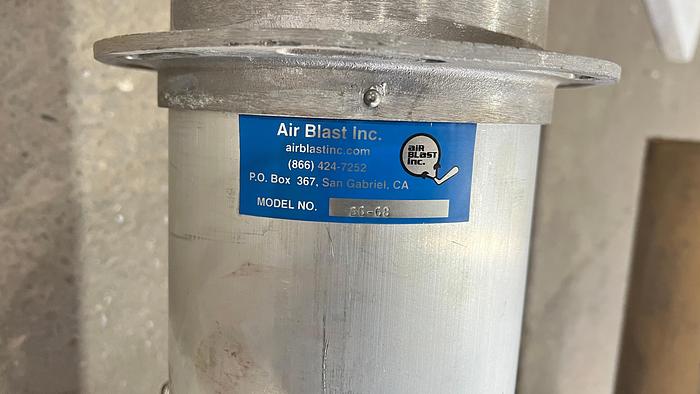 Air Blast Inc.
airblastinc.com
(866) 424-7252
P.O. Box 367, San Gabriel, CA
MODEL NO.
aiR
BLAST
Inc.